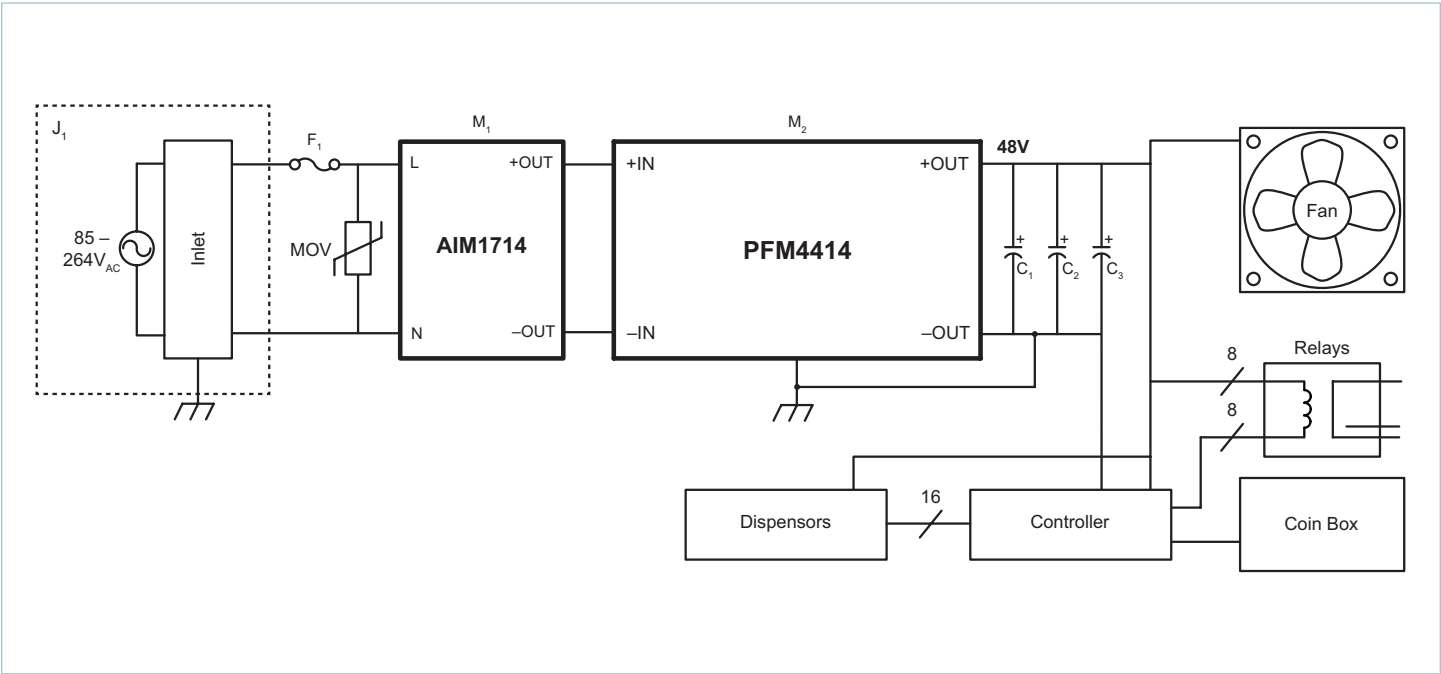 J1
85 –
264VAC
Inlet
F1
MOV
M1
L
+OUT
AIM1714
N
–OUT
M2
+IN
+OUT
PFM4414
–IN
–OUT
48V
+
C1
+
C2
+
C3
Fan
8
Relays
8
Dispensors
16
Controller
Coin Box